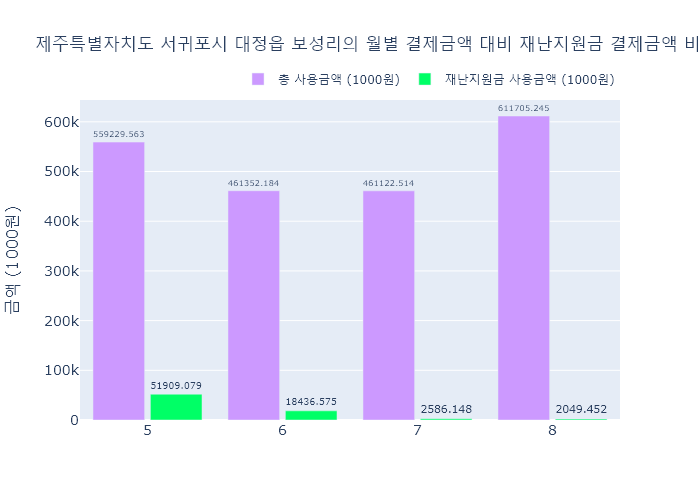 제주특별자치도 서귀포시 대정읍 보성리의 월별 결제금액 대비 재난지원금 결제금액 비
총 사용금액 (1000원) 재난지원금 사용금액 (1000원)
금액 (1000원)
600k
500k
400k
300k
200k
100k
0
559229.563
51909.079
461352.184
18436.575
461122.514
2586.148
611705.245
2049.452
5 6 7 8